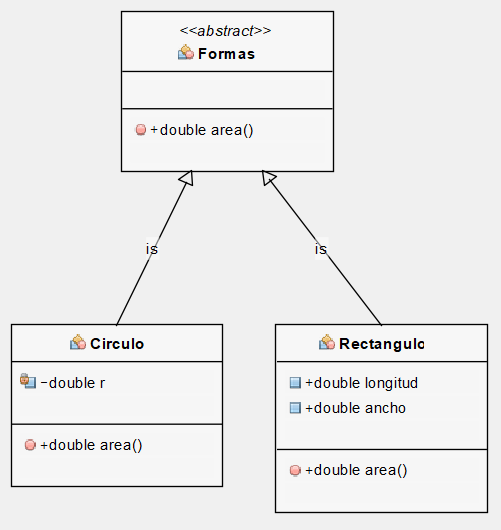 <<abstract>>
Formas
+double area()
is
is
Circulo
-double r
+double area()
Rectangulo
+double longitud
+double ancho
+double area()